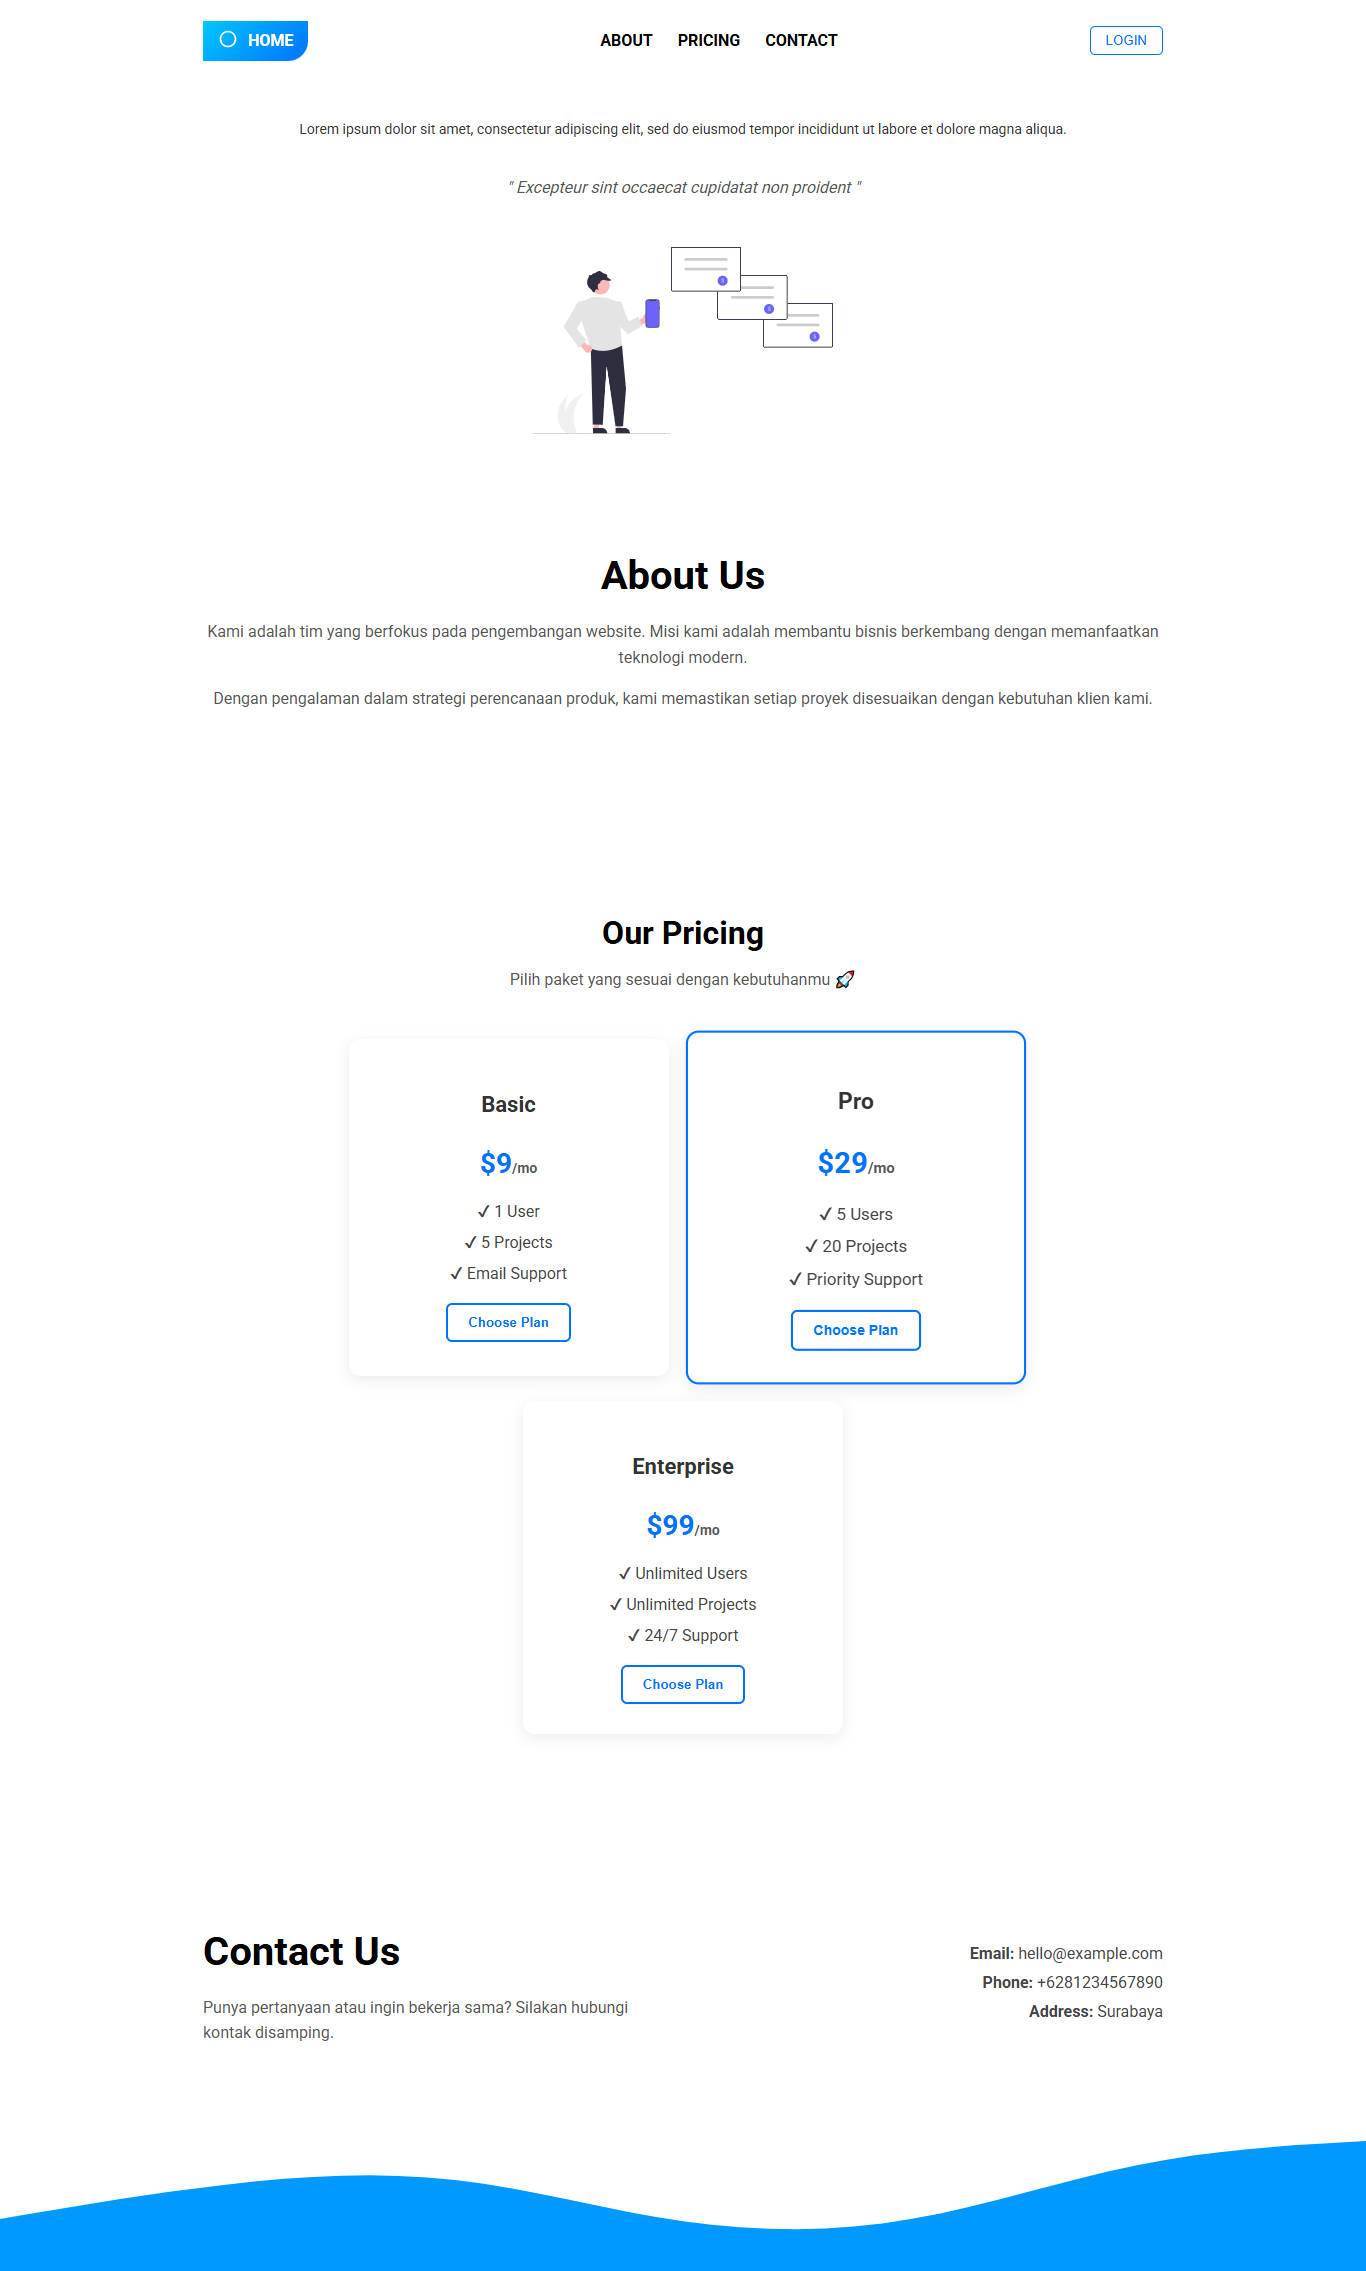 HOME
ABOUT PRICING CONTACT
LOGIN
Lorem ipsum dolor sit amet, consectetur adipiscing elit, sed do eiusmod tempor incididunt ut labore et dolore magna aliqua.
" Excepteur sint occaecat cupidatat non proident "
About Us
Kami adalah tim yang berfokus pada pengembangan website. Misi kami adalah membantu bisnis berkembang dengan memanfaatkan
teknologi modern.
Dengan pengalaman dalam strategi perencanaan produk, kami memastikan setiap proyek disesuaikan dengan kebutuhan klien kami.
Our Pricing
Pilih paket yang sesuai dengan kebutuhanmu 🚀
Basic
$9/mo
✓ 1 User
✓ 5 Projects
✓ Email Support
Choose Plan
Pro
$29/mo
✓ 5 Users
✓ 20 Projects
✓ Priority Support
Choose Plan
Enterprise
$99/mo
✓ Unlimited Users
✓ Unlimited Projects
✓ 24/7 Support
Choose Plan
Contact Us
Punya pertanyaan atau ingin bekerja sama? Silakan hubungi
kontak disamping.
Email: hello@example.com
Phone: +6281234567890
Address: Surabaya